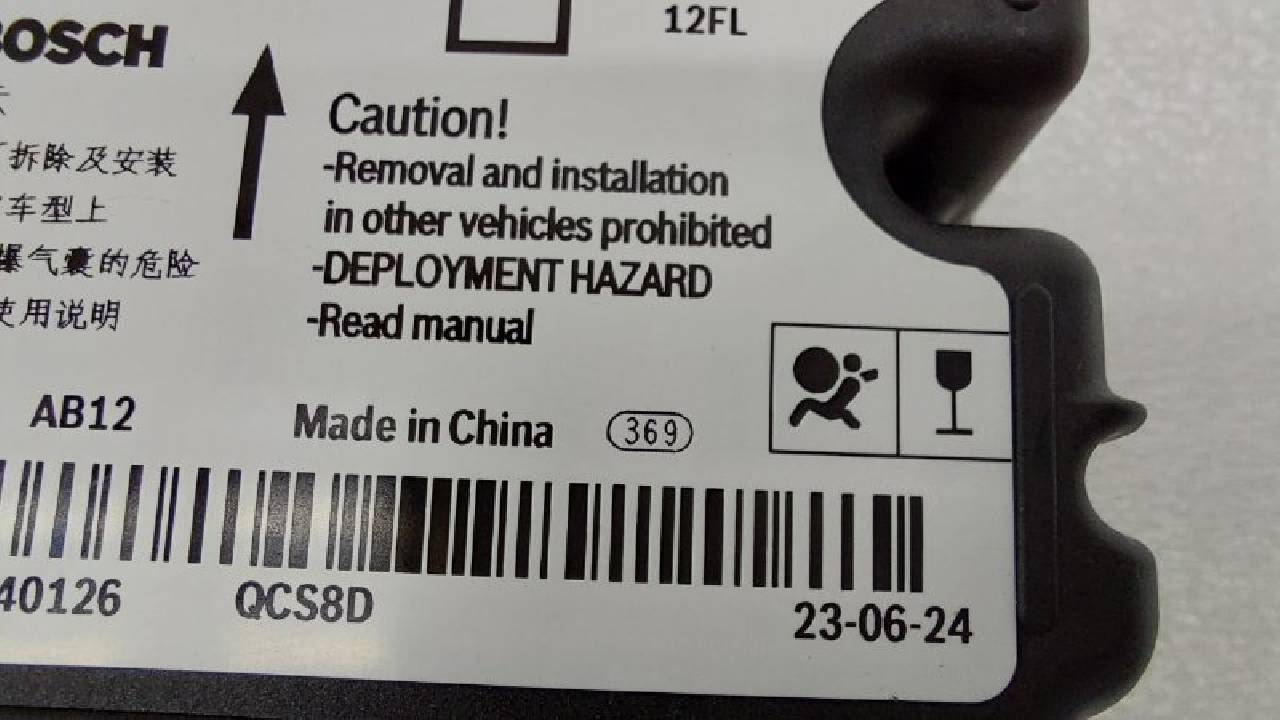 BOSCH
12FL
拆除及安装
车型上
爆气囊的危险
使用说明
Caution!
-Removal and installation
in other vehicles prohibited
-DEPLOYMENT HAZARD
-Read manual
AB12
Made in China
369
40126
QCS8D
23-06-24